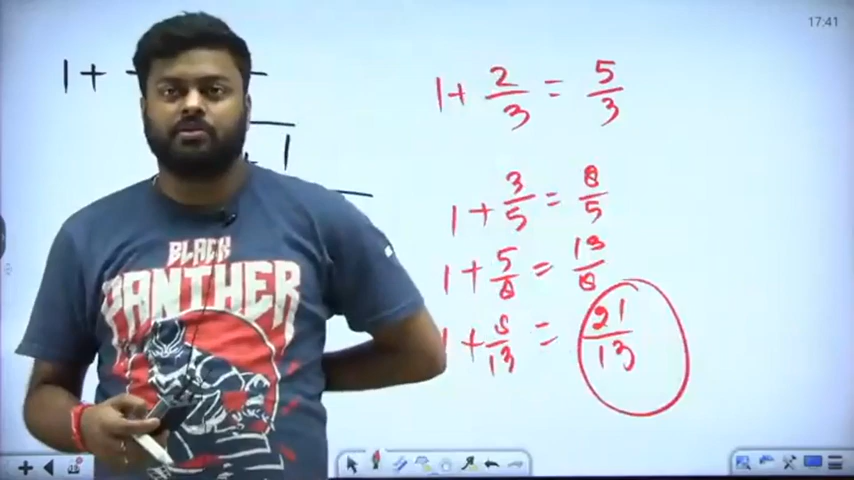 17:41
1 +
1
1 + 2/3 = 5/3
1 + 3/5 = 8/5
1 + 5/8 = 13/8
1 + 8/13 = 21/13
BLACK
PANTHER